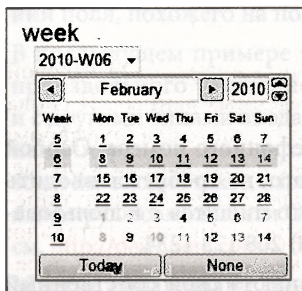 week
2010-W06
February 2010
Week Mon Tue Wed Thu Fri Sat Sun
5 1 2 3 4 5 6 7
6 8 9 10 11 12 13 14
7 15 16 17 18 19 20 21
8 22 23 24 25 26 27 28
9 1 2 3 4 5 6 7
10 8 9 10 11 12 13 14
Today None